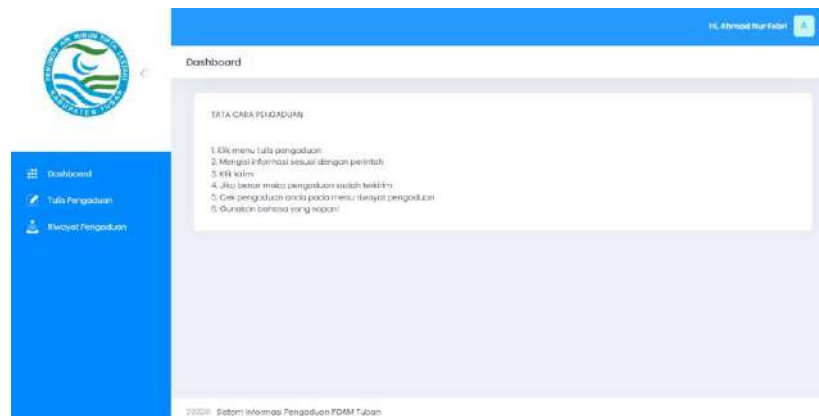 Hi, Ahmad Nur Febri
A
Dashboard
TATA CARA PENGADUAN
1. Klik menu tulis pengaduan
2. Mengisi informasi sesuai dengan perintah
3. Klik kirim
4. Jika benar maka pengaduan sudah terkirim
5. Cek pengaduan anda pada menu riwayat pengaduan
6. Gunakan bahasa yang sopan!
Dashboard
Tulis Pengaduan
Riwayat Pengaduan
KABUPATEN TUBAN
Sistem Informasi Pengaduan PDAM Tuban